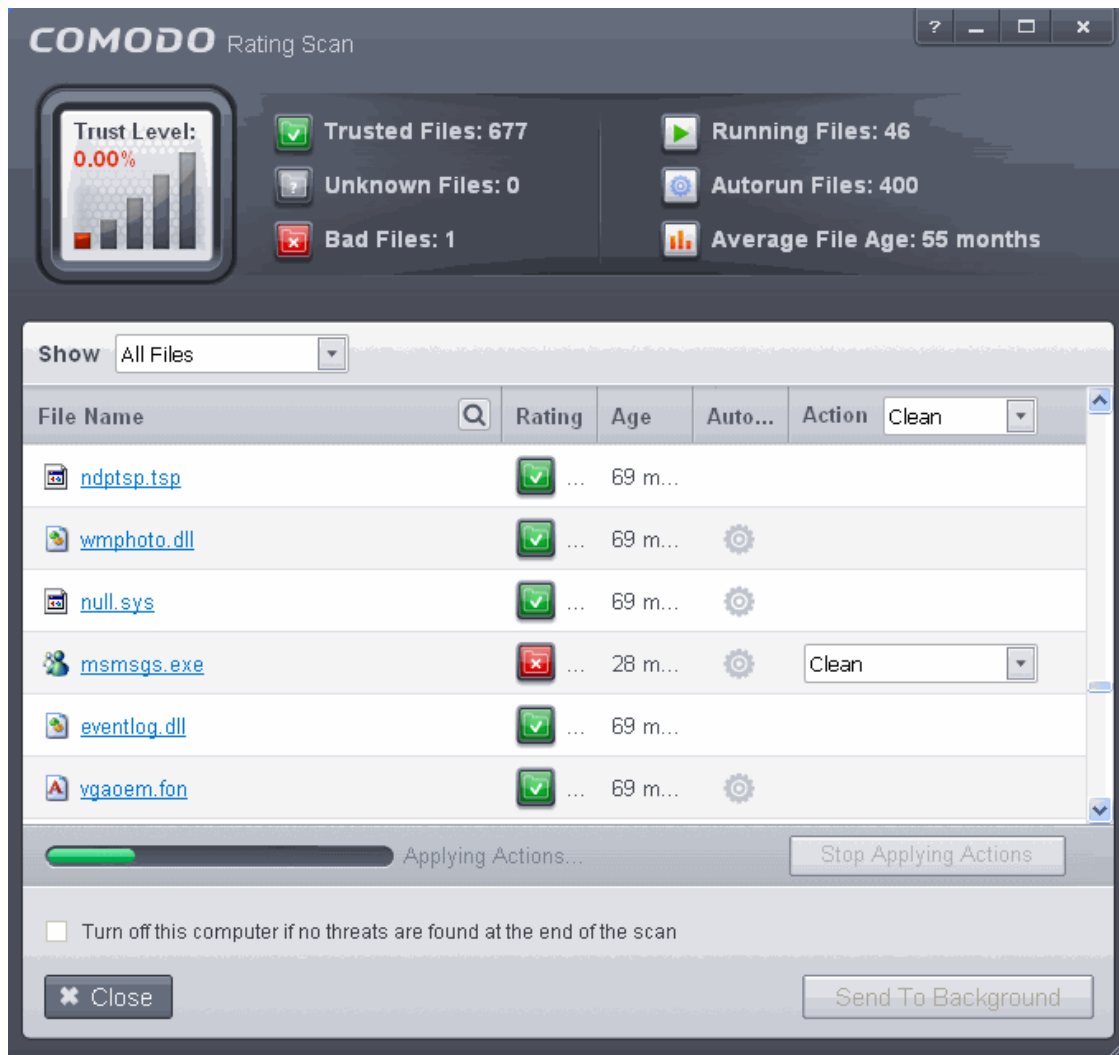 COMODO Rating Scan
?
Trust Level:
0.00%
Trusted Files: 677
Unknown Files: 0
Bad Files: 1
Running Files: 46
Autorun Files: 400
Average File Age: 55 months
Show All Files
File Name Rating Age Auto... Action Clean
ndptsp.tsp ... 69 m...
wmphoto.dll ... 69 m...
null.sys ... 69 m...
msmsgs.exe ... 28 m... Clean
eventlog.dll ... 69 m...
vgaoem.fon ... 69 m...
Applying Actions... Stop Applying Actions
Turn off this computer if no threats are found at the end of the scan
Close Send To Background